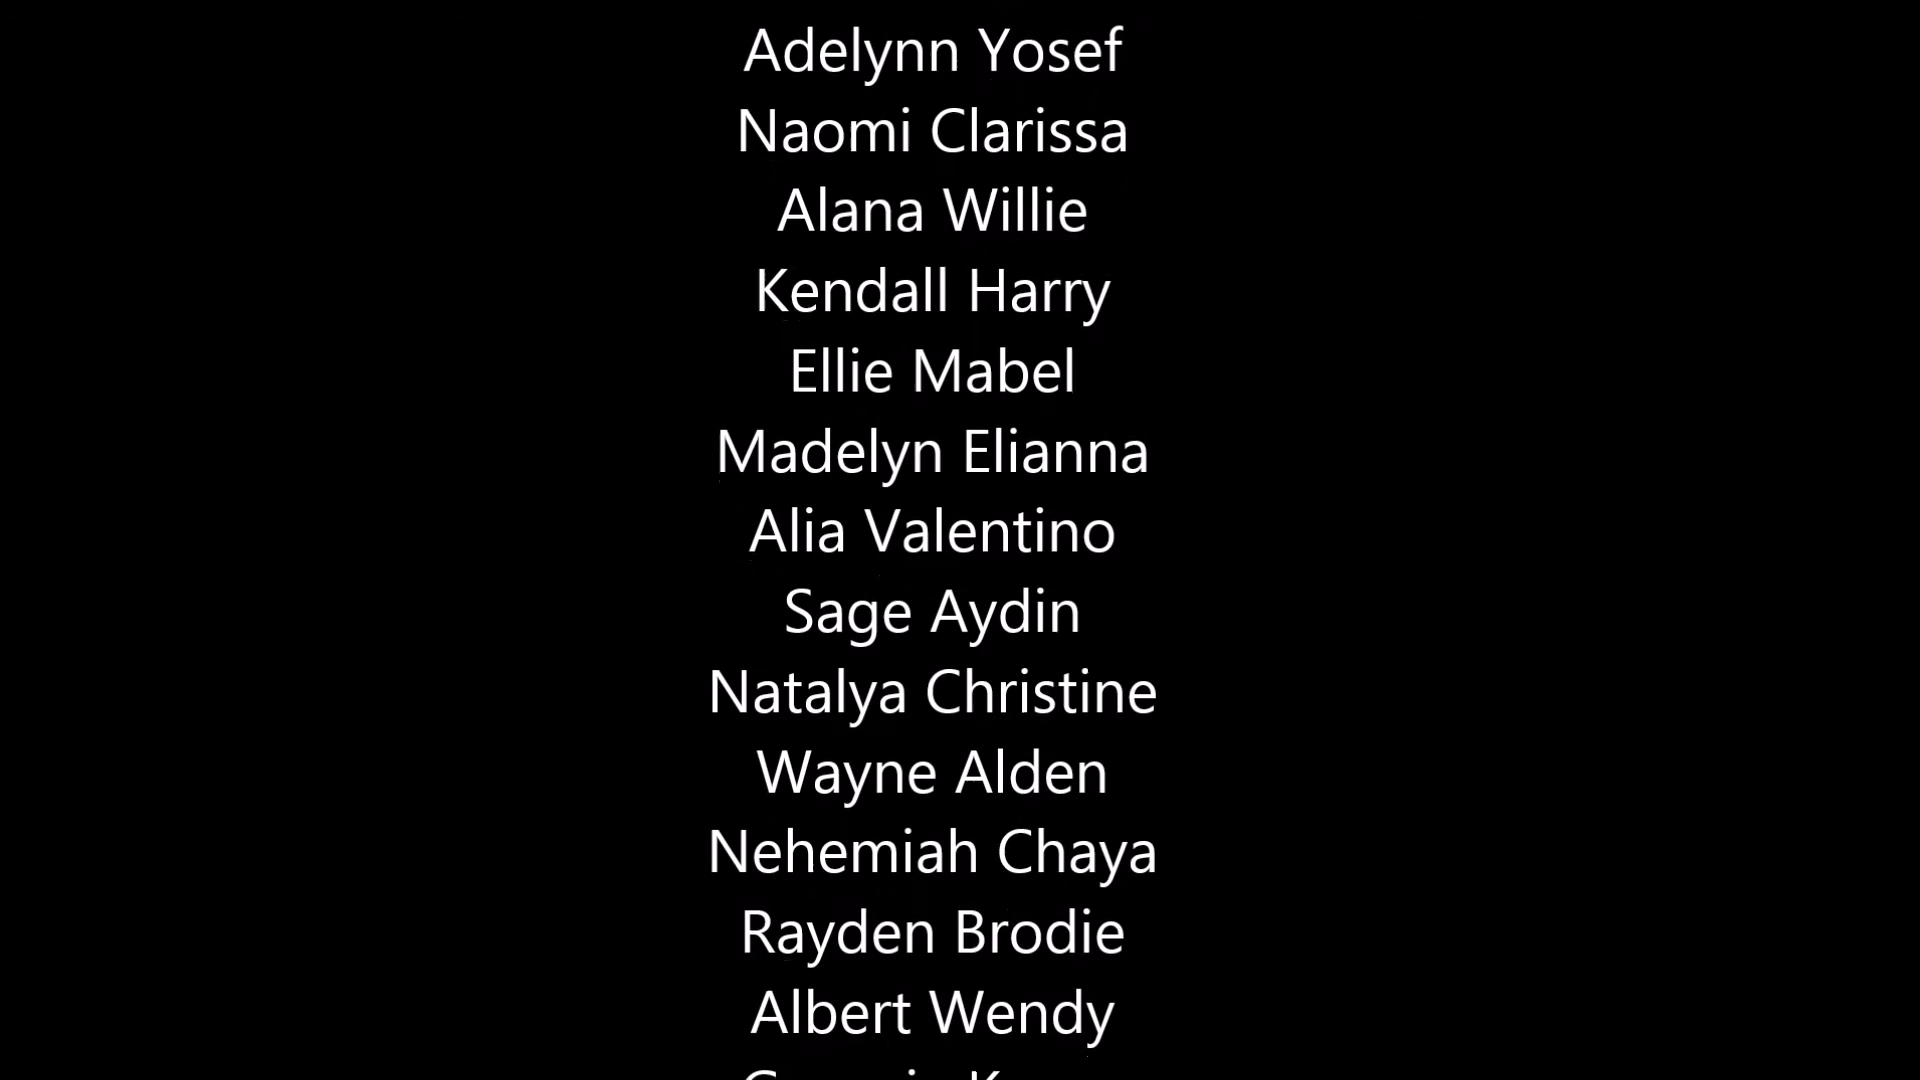 Adelynn Yosef
Naomi Clarissa
Alana Willie
Kendall Harry
Ellie Mabel
Madelyn Elianna
Alia Valentino
Sage Aydin
Natalya Christine
Wayne Alden
Nehemiah Chaya
Rayden Brodie
Albert Wendy